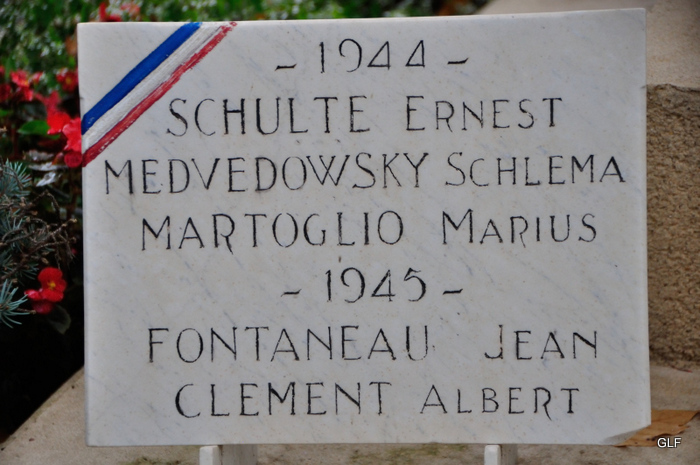 - 1944 -
SCHULTE ERNEST
MEDVEDOWSKY SCHLEMA
MARTOGLIO MARIUS
- 1945 -
FONTANEAU JEAN
CLEMENT ALBERT
GLF